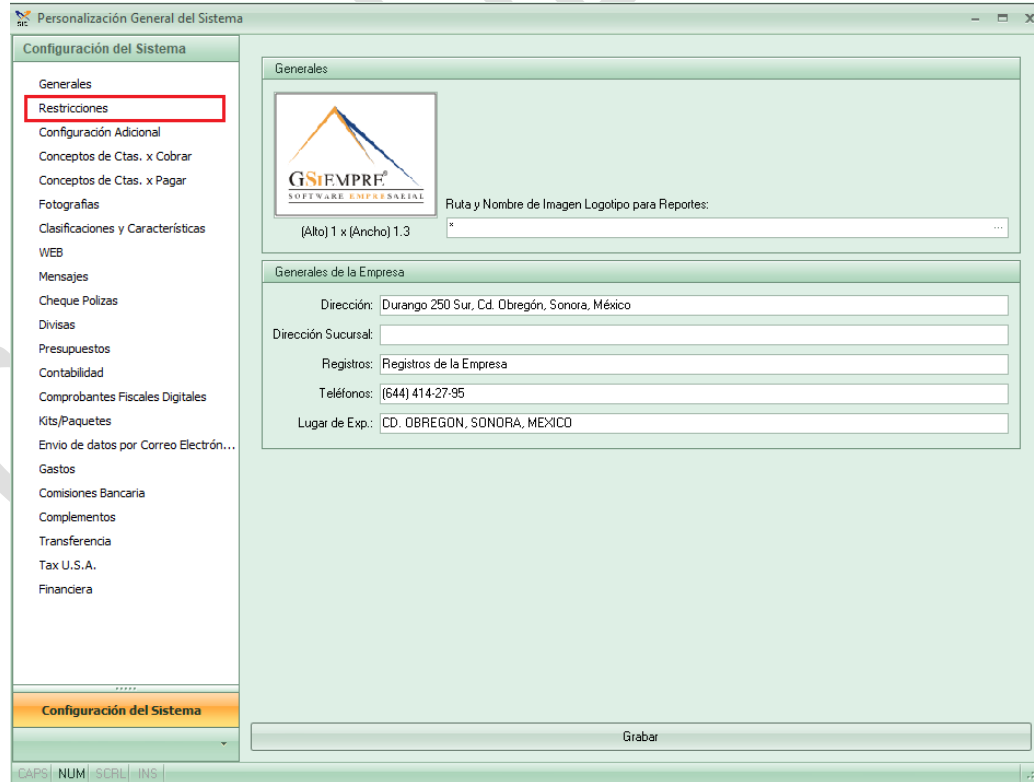 SIC
Personalización General del Sistema
Configuración del Sistema
Generales
Restricciones
Configuración Adicional
Conceptos de Ctas. x Cobrar
Conceptos de Ctas. x Pagar
Fotografias
Clasificaciones y Características
WEB
Mensajes
Cheque Polizas
Divisas
Presupuestos
Contabilidad
Comprobantes Fiscales Digitales
Kits/Paquetes
Envio de datos por Correo Electrón...
Gastos
Comisiones Bancaria
Complementos
Transferencia
Tax U.S.A.
Financiera
Configuración del Sistema
Generales
GSIEMPRE®
SOFTWARE EMPRESARIAL
(Alto) 1 x (Ancho) 1.3
Ruta y Nombre de Imagen Logotipo para Reportes:
×
...
Generales de la Empresa
Dirección: Durango 250 Sur, Cd. Obregón, Sonora, México
Dirección Sucursal:
Registros: Registros de la Empresa
Teléfonos: (644) 414-27-95
Lugar de Exp.: CD. OBREGON, SONORA, MEXICO
Grabar
CAPS NUM SCRL INS